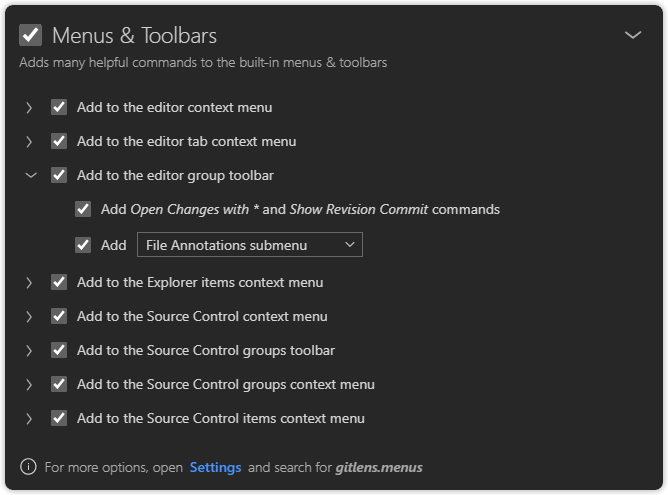 Menus & Toolbars
Adds many helpful commands to the built-in menus & toolbars
Add to the editor context menu
Add to the editor tab context menu
Add to the editor group toolbar
Add Open Changes with * and Show Revision Commit commands
Add File Annotations submenu
Add to the Explorer items context menu
Add to the Source Control context menu
Add to the Source Control groups toolbar
Add to the Source Control groups context menu
Add to the Source Control items context menu
For more options, open Settings and search for gitlens.menus